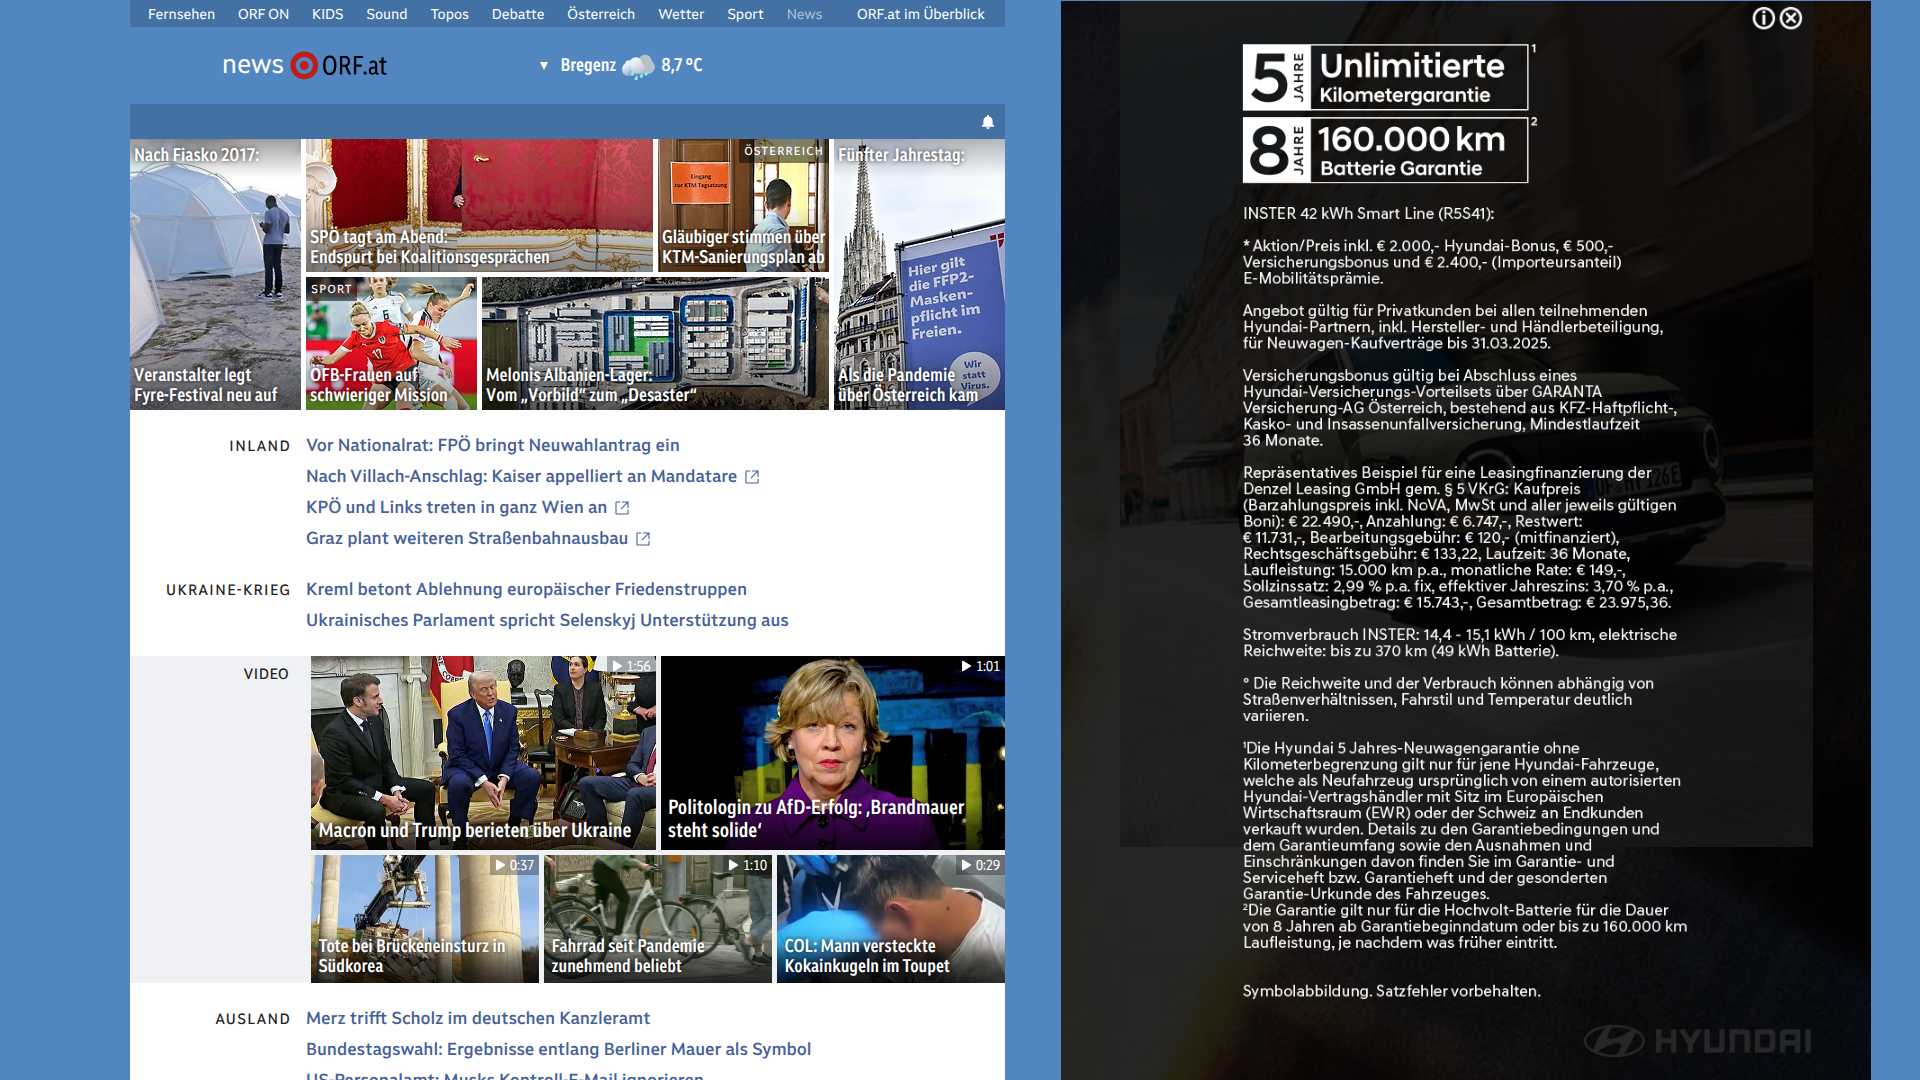 Fernsehen ORF ON KIDS Sound Topos Debatte Österreich Wetter Sport News ORF.at im Überblick
news ORF.at
Bregenz 8,7 °C
Nach Fiasko 2017:
Veranstalter legt
Fyre-Festival neu auf
SPÖ tagt am Abend:
Endspurt bei Koalitionsgesprächen
ÖSTERREICH
Eingang
zur KTM Tagsatzung
Gläubiger stimmen über
KTM-Sanierungsplan ab
Fünfter Jahrestag:
Hier gilt
die FFP2-
Masken-
pflicht im
Freien.
Wir
statt
Virus.
Als die Pandemie
über Österreich kam
SPORT
6
17
ÖFB-Frauen auf
schwieriger Mission
Melonis Albanien-Lager:
Vom „Vorbild“ zum „Desaster“
INLAND
Vor Nationalrat: FPÖ bringt Neuwahlantrag ein
Nach Villach-Anschlag: Kaiser appelliert an Mandatare
KPÖ und Links treten in ganz Wien an
Graz plant weiteren Straßenbahnausbau
UKRAINE-KRIEG
Kreml betont Ablehnung europäischer Friedenstruppen
Ukrainisches Parlament spricht Selenskyj Unterstützung aus
VIDEO
1:56
Macron und Trump berieten über Ukraine
1:01
Politologin zu AfD-Erfolg: ‚Brandmauer
steht solide‘
0:37
Tote bei Brückeneinsturz in
Südkorea
1:10
Fahrrad seit Pandemie
zunehmend beliebt
0:29
COL: Mann versteckte
Kokainkugeln im Toupet
AUSLAND
Merz trifft Scholz im deutschen Kanzleramt
Bundestagswahl: Ergebnisse entlang Berliner Mauer als Symbol
US-Personalamt: Musks Kontroll-E-Mail ignorieren
5 JAHRE Unlimitierte 1
Kilometergarantie
8 JAHRE 160.000 km 2
Batterie Garantie
INSTER 42 kWh Smart Line (R5S41):
* Aktion/Preis inkl. € 2.000,- Hyundai-Bonus, € 500,-
Versicherungsbonus und € 2.400,- (Importeursanteil)
E-Mobilitätsprämie.
Angebot gültig für Privatkunden bei allen teilnehmenden
Hyundai-Partnern, inkl. Hersteller- und Händlerbeteiligung,
für Neuwagen-Kaufverträge bis 31.03.2025.
Versicherungsbonus gültig bei Abschluss eines
Hyundai-Versicherungs-Vorteilsets über GARANTA
Versicherung-AG Österreich, bestehend aus KFZ-Haftpflicht-,
Kasko- und Insassenunfallversicherung, Mindestlaufzeit
36 Monate.
Repräsentatives Beispiel für eine Leasingfinanzierung der
Denzel Leasing GmbH gem. § 5 VKrG: Kaufpreis
(Barzahlungspreis inkl. NoVA, MwSt und aller jeweils gültigen
Boni): € 22.490,-, Anzahlung: € 6.747,-, Restwert:
€ 11.731,-, Bearbeitungsgebühr: € 120,- (mitfinanziert),
Rechtsgeschäftsgebühr: € 133,22, Laufzeit: 36 Monate,
Laufleistung: 15.000 km p.a., monatliche Rate: € 149,-,
Sollzinssatz: 2,99 % p.a. fix, effektiver Jahreszins: 3,70 % p.a.,
Gesamtleasingbetrag: € 15.743,-, Gesamtbetrag: € 23.975,36.
Stromverbrauch INSTER: 14,4 - 15,1 kWh / 100 km, elektrische
Reichweite: bis zu 370 km (49 kWh Batterie).
° Die Reichweite und der Verbrauch können abhängig von
Straßenverhältnissen, Fahrstil und Temperatur deutlich
variieren.
¹Die Hyundai 5 Jahres-Neuwagengarantie ohne
Kilometerbegrenzung gilt nur für jene Hyundai-Fahrzeuge,
welche als Neufahrzeug ursprünglich von einem autorisierten
Hyundai-Vertragshändler mit Sitz im Europäischen
Wirtschaftsraum (EWR) oder der Schweiz an Endkunden
verkauft wurden. Details zu den Garantiebedingungen und
dem Garantieumfang sowie den Ausnahmen und
Einschränkungen davon finden Sie im Garantie- und
Serviceheft bzw. Garantieheft und der gesonderten
Garantie-Urkunde des Fahrzeuges.
²Die Garantie gilt nur für die Hochvolt-Batterie für die Dauer
von 8 Jahren ab Garantiebeginndatum oder bis zu 160.000 km
Laufleistung, je nachdem was früher eintritt.
Symbolabbildung. Satzfehler vorbehalten.
HYUNDAI